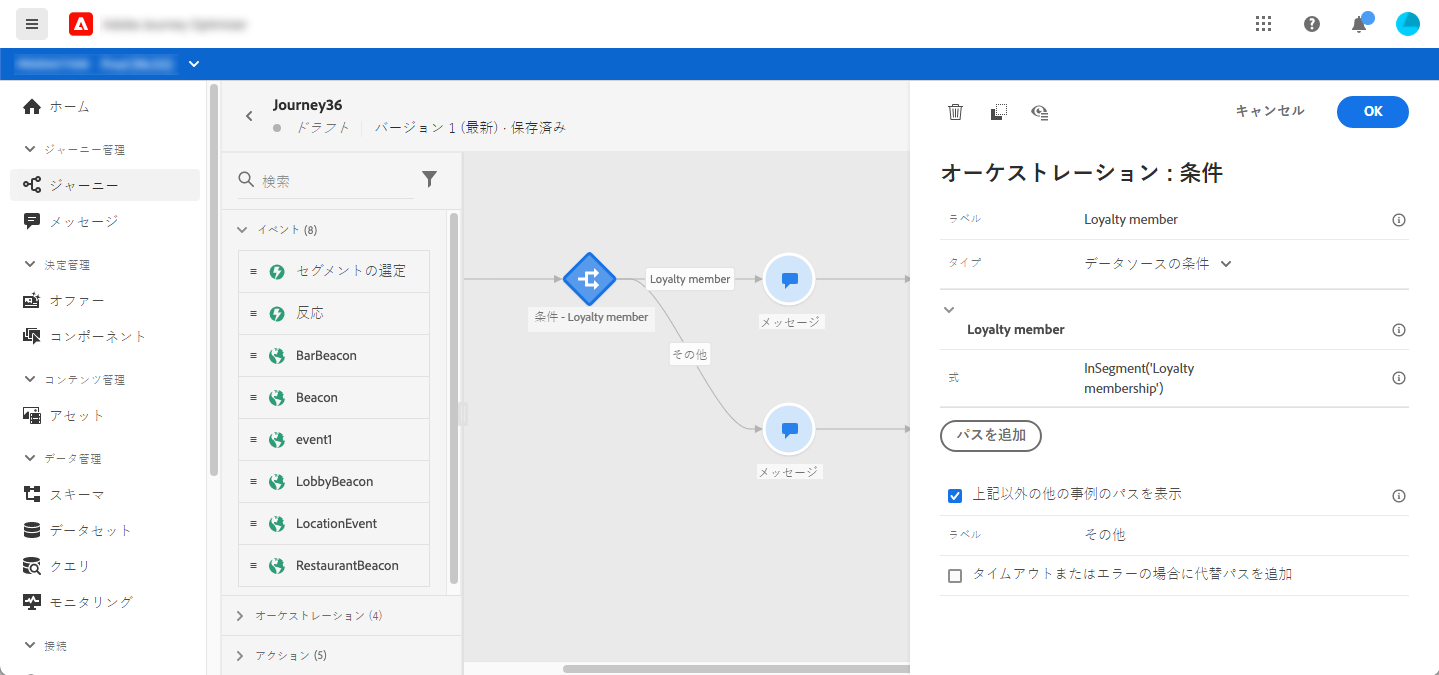 ホーム
ジャーニー管理
ジャーニー
メッセージ
決定管理
オファー
コンポーネント
コンテンツ管理
アセット
データ管理
スキーマ
データセット
クエリ
モニタリング
接続
Journey36
ドラフト
バージョン 1 (最新) · 保存済み
検索
イベント (8)
セグメントの選定
反応
BarBeacon
Beacon
event1
LobbyBeacon
LocationEvent
RestaurantBeacon
オーケストレーション (4)
アクション (5)
条件 - Loyalty member
Loyalty member
メッセージ
その他
メッセージ
キャンセル
OK
オーケストレーション : 条件
ラベル Loyalty member
タイプ データソースの条件
Loyalty member
式 InSegment('Loyalty
membership')
パスを追加
上記以外の他の事例のパスを表示
ラベル その他
タイムアウトまたはエラーの場合に代替パスを追加